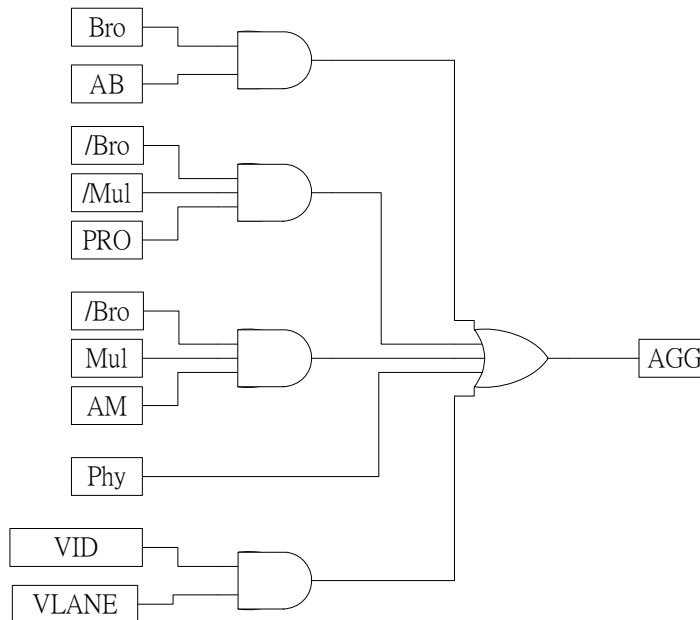 Bro
AB
/Bro
/Mul
PRO
/Bro
Mul
AM
AGG
Phy
VID
VLANE